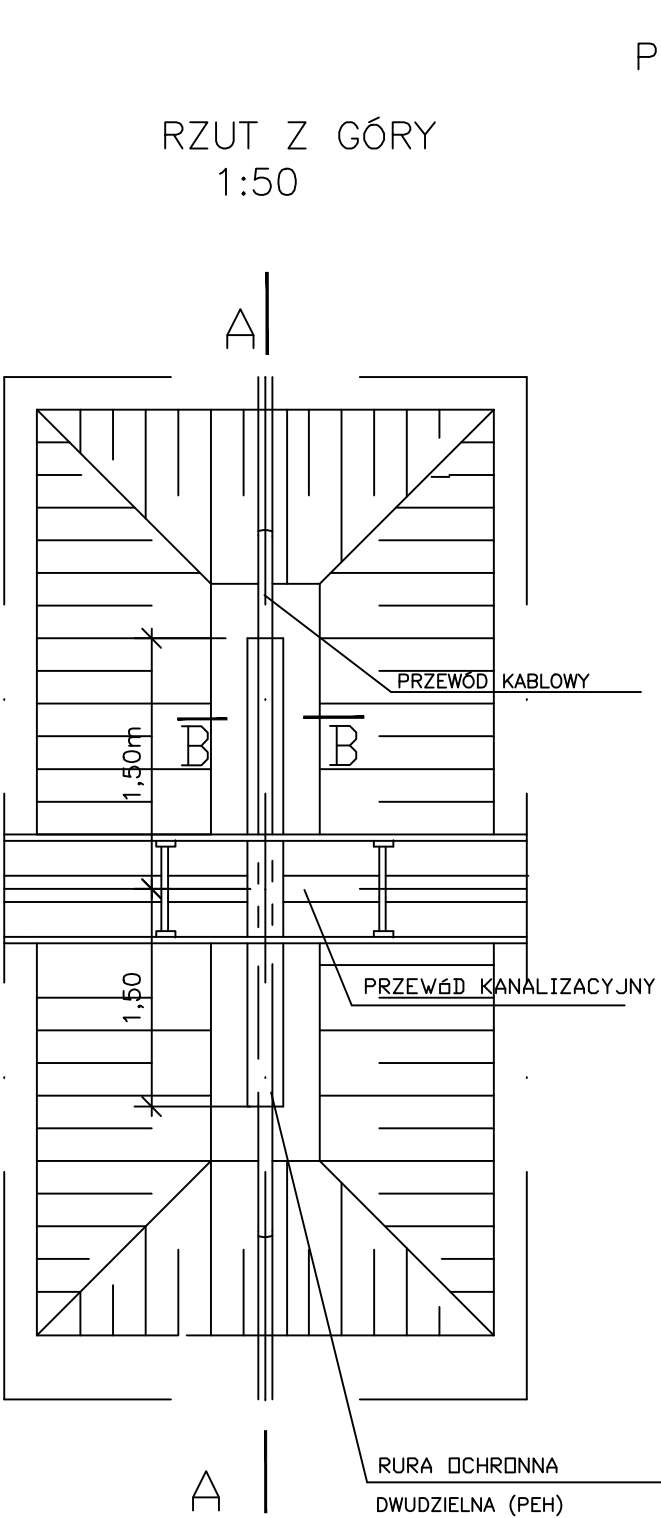 P
RZUT Z GÓRY
1:50
A
PRZEWÓD KABLOWY
B B
1,50m
PRZEWóD KANALIZACYJNY
1,50
RURA OCHRONNA
A
DWUDZIELNA (PEH)